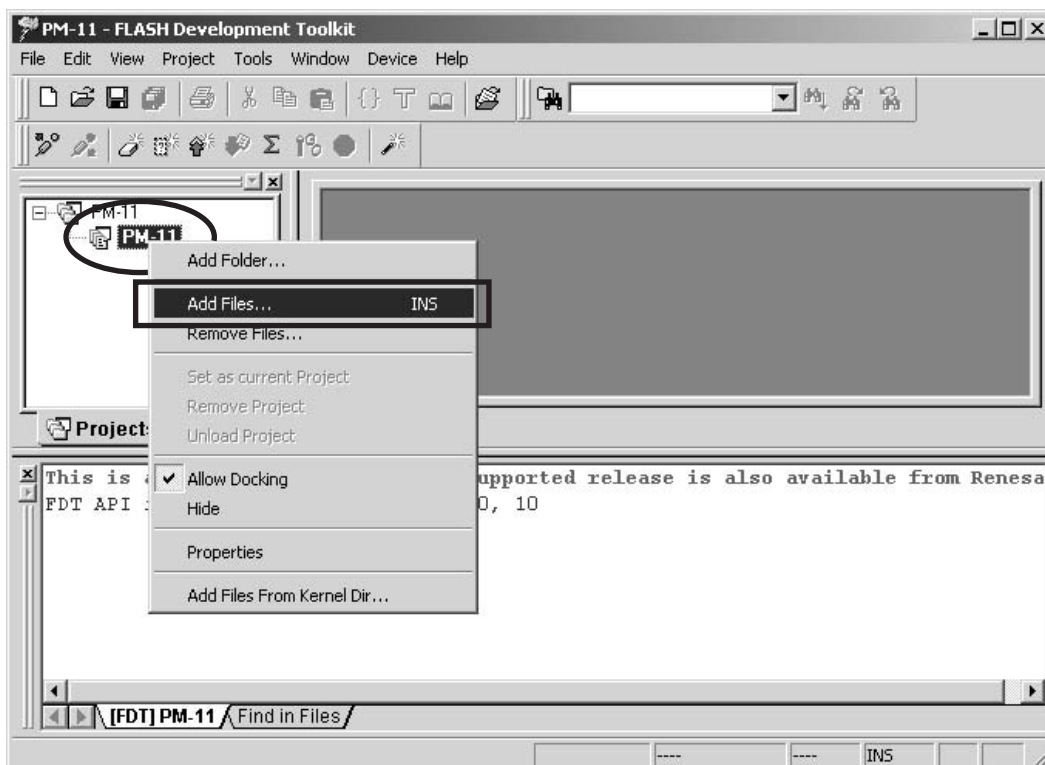 PM-11 - FLASH Development Toolkit
File Edit View Project Tools Window Device Help
PM-11
PM-11
Add Folder...
Add Files... INS
Remove Files...
Set as current Project
Remove Project
Unload Project
Allow Docking
Hide
Properties
Add Files From Kernel Dir...
Project
This is upported release is also available from Renesa
FDT API 0, 10
[FDT] PM-11 Find in Files
---- ---- INS